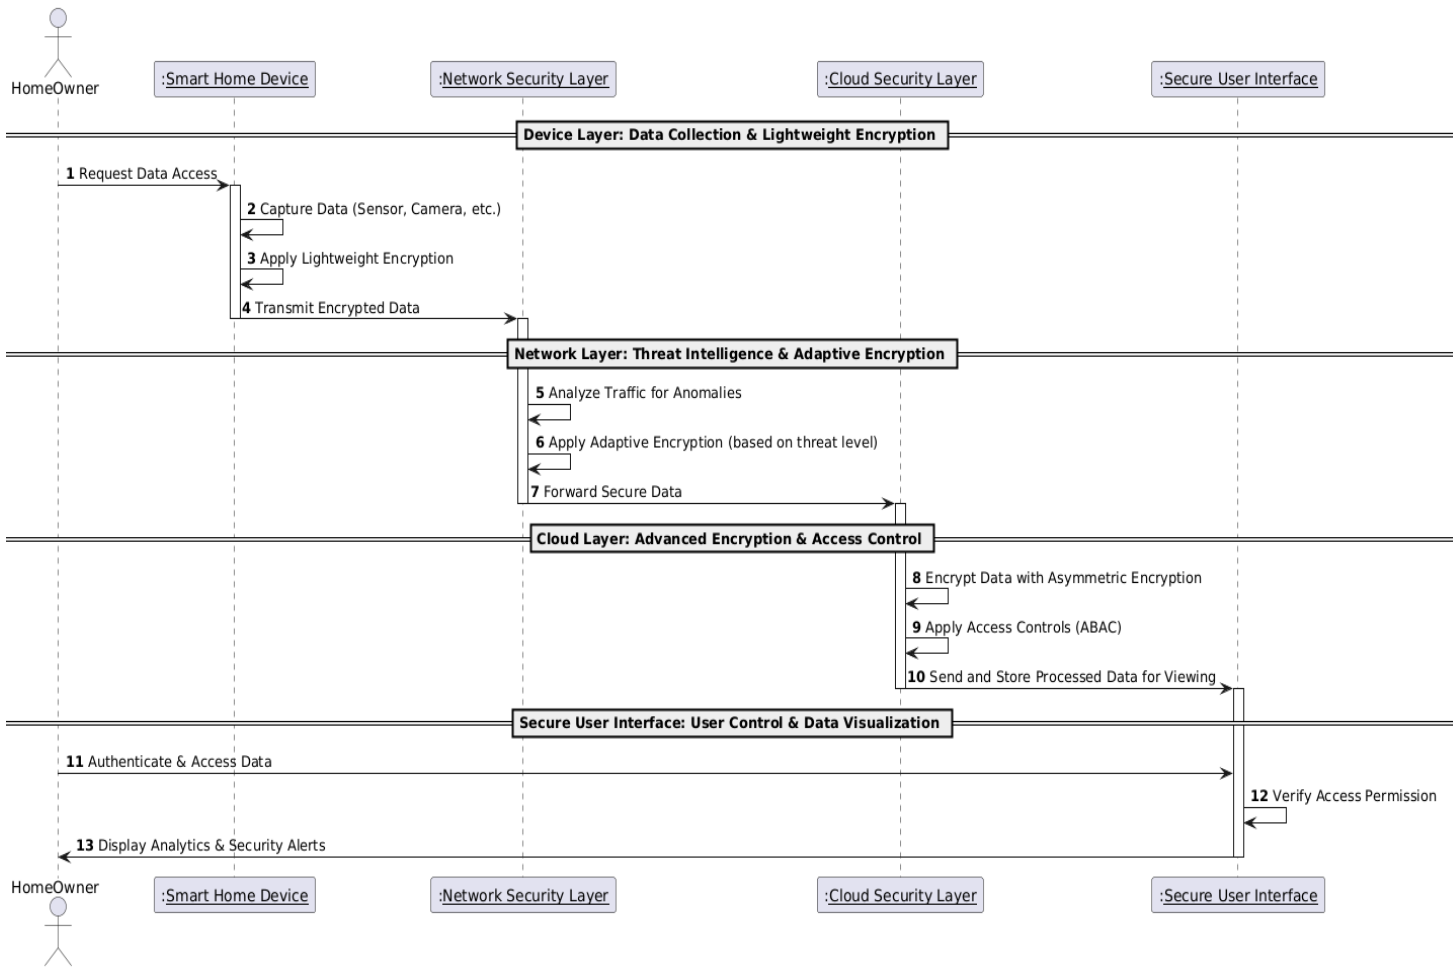 HomeOwner
:Smart Home Device
:Network Security Layer
:Cloud Security Layer
:Secure User Interface
Device Layer: Data Collection & Lightweight Encryption
1 Request Data Access
2 Capture Data (Sensor, Camera, etc.)
3 Apply Lightweight Encryption
4 Transmit Encrypted Data
Network Layer: Threat Intelligence & Adaptive Encryption
5 Analyze Traffic for Anomalies
6 Apply Adaptive Encryption (based on threat level)
7 Forward Secure Data
Cloud Layer: Advanced Encryption & Access Control
8 Encrypt Data with Asymmetric Encryption
9 Apply Access Controls (ABAC)
10 Send and Store Processed Data for Viewing
Secure User Interface: User Control & Data Visualization
11 Authenticate & Access Data
12 Verify Access Permission
13 Display Analytics & Security Alerts
HomeOwner
:Smart Home Device
:Network Security Layer
:Cloud Security Layer
:Secure User Interface